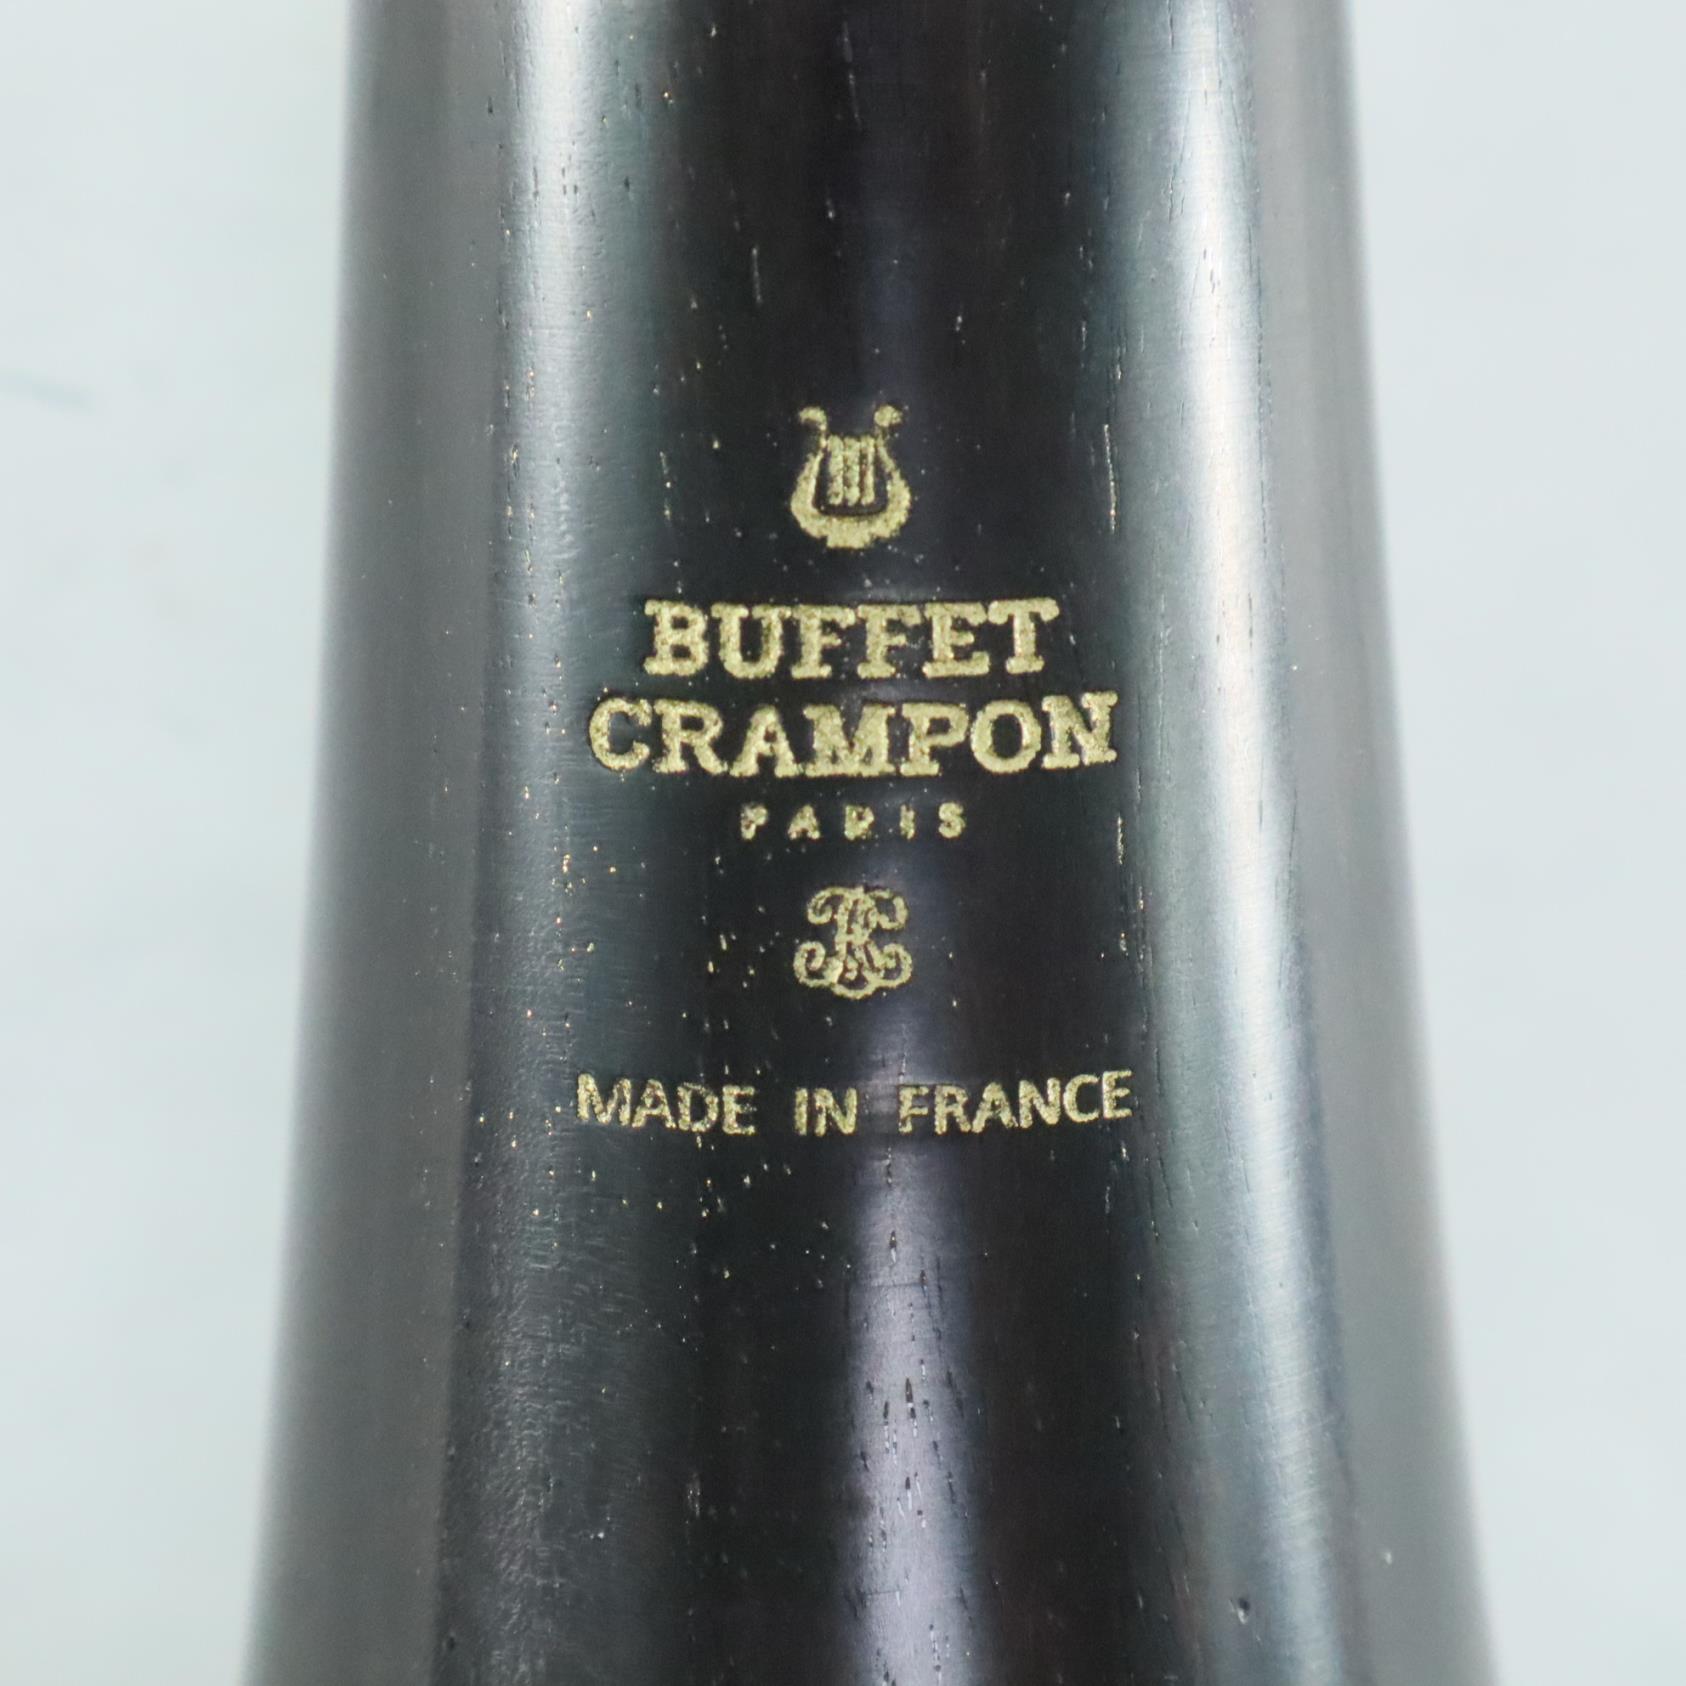 BUFFET
CRAMPON
PARIS
MADE IN FRANCE